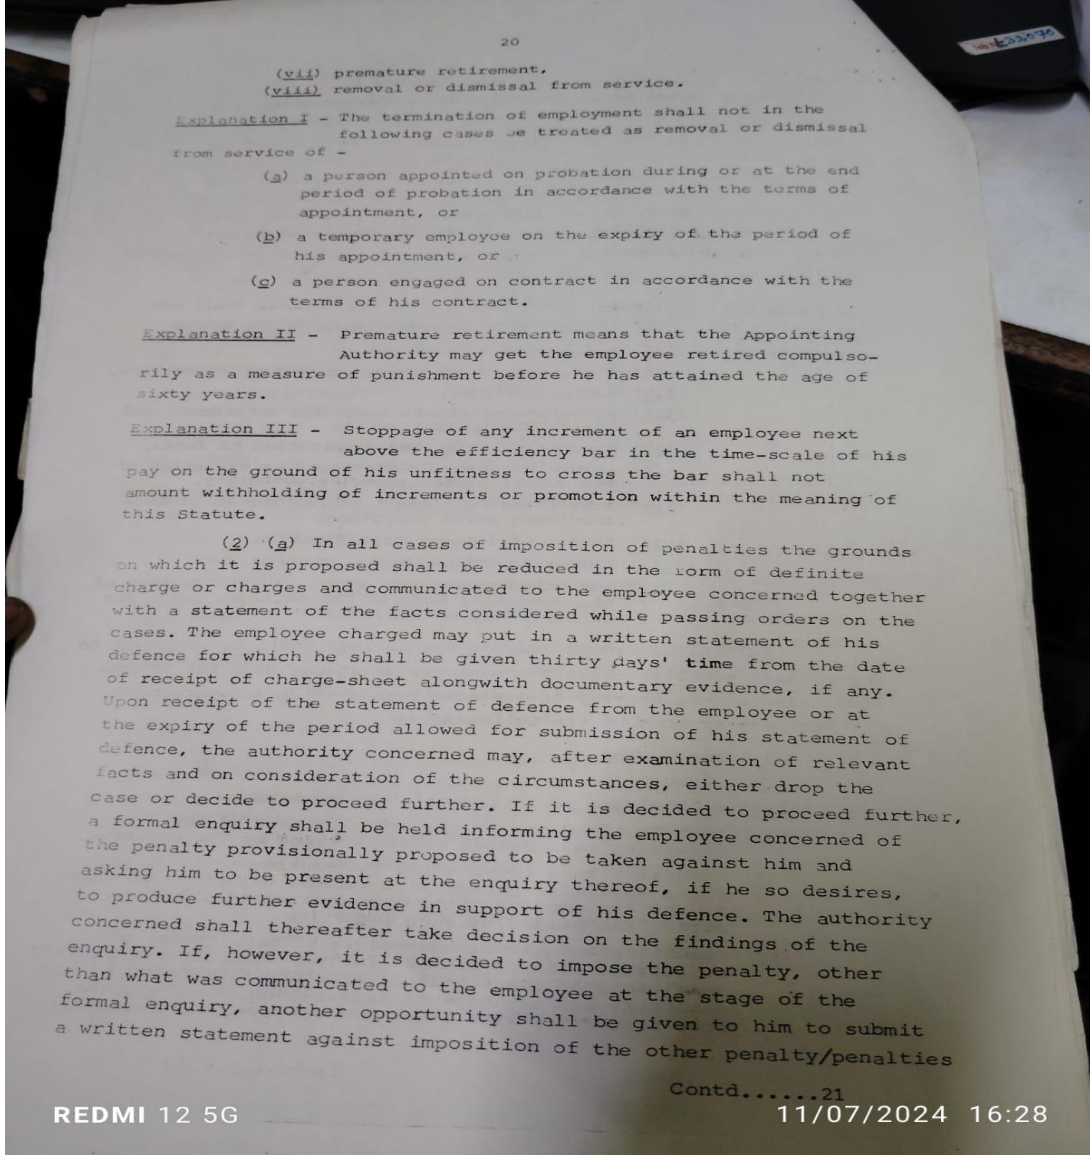 20
(vii) premature retirement,
(viii) removal or dismissal from service.
Explanation I - The termination of employment shall not in the
following cases be treated as removal or dismissal
from service of -
(a) a person appointed on probation during or at the end
period of probation in accordance with the terms of
appointment, or
(b) a temporary employee on the expiry of the period of
his appointment, or
(c) a person engaged on contract in accordance with the
terms of his contract.
Explanation II - Premature retirement means that the Appointing
Authority may get the employee retired compulso-
rily as a measure of punishment before he has attained the age of
sixty years.
Explanation III - Stoppage of any increment of an employee next
above the efficiency bar in the time-scale of his
pay on the ground of his unfitness to cross the bar shall not
amount withholding of increments or promotion within the meaning of
this Statute.
(2) (a) In all cases of imposition of penalties the grounds
on which it is proposed shall be reduced in the form of definite
charge or charges and communicated to the employee concerned together
with a statement of the facts considered while passing orders on the
cases. The employee charged may put in a written statement of his
defence for which he shall be given thirty days' time from the date
of receipt of charge-sheet alongwith documentary evidence, if any.
Upon receipt of the statement of defence from the employee or at
the expiry of the period allowed for submission of his statement of
defence, the authority concerned may, after examination of relevant
facts and on consideration of the circumstances, either drop the
case or decide to proceed further. If it is decided to proceed further,
a formal enquiry shall be held informing the employee concerned of
the penalty provisionally proposed to be taken against him and
asking him to be present at the enquiry thereof, if he so desires,
to produce further evidence in support of his defence. The authority
concerned shall thereafter take decision on the findings of the
enquiry. If, however, it is decided to impose the penalty, other
than what was communicated to the employee at the stage of the
formal enquiry, another opportunity shall be given to him to submit
a written statement against imposition of the other penalty/penalties
Contd......21
REDMI 12 5G
11/07/2024 16:28